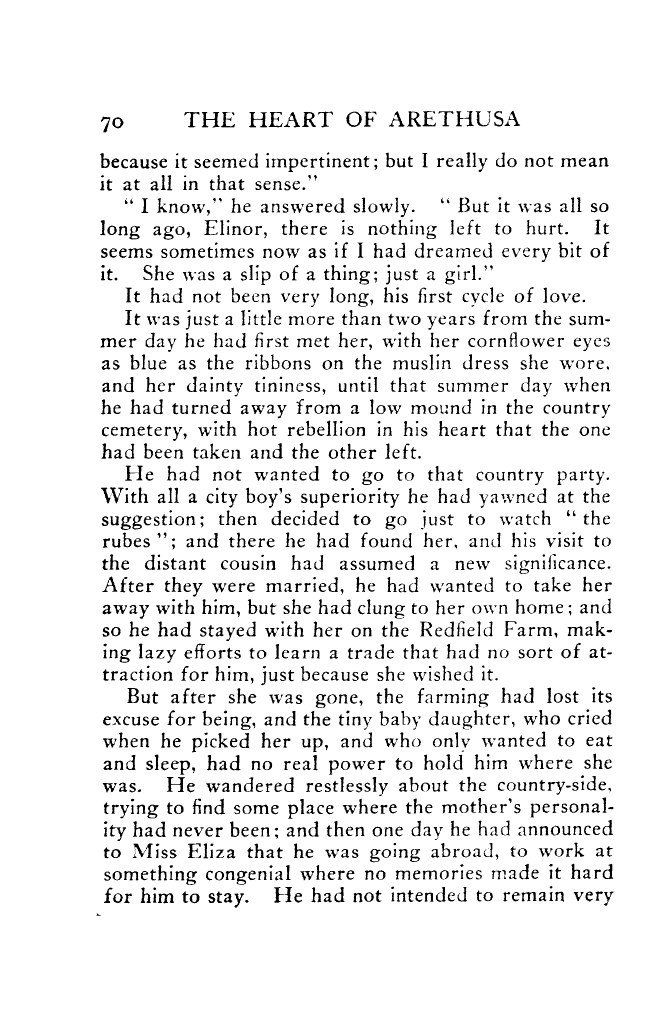 70 THE HEART OF ARETHUSA
because it seemed impertinent; but I really do not mean
it at all in that sense."
" I know," he answered slowly. " But it was all so
long ago, Elinor, there is nothing left to hurt. It
seems sometimes now as if I had dreamed every bit of
it. She was a slip of a thing; just a girl."
It had not been very long, his first cycle of love.
It was just a little more than two years from the sum-
mer day he had first met her, with her cornflower eyes
as blue as the ribbons on the muslin dress she wore,
and her dainty tininess, until that summer day when
he had turned away from a low mound in the country
cemetery, with hot rebellion in his heart that the one
had been taken and the other left.
He had not wanted to go to that country party.
With all a city boy's superiority he had yawned at the
suggestion; then decided to go just to watch " the
rubes "; and there he had found her, and his visit to
the distant cousin had assumed a new significance.
After they were married, he had wanted to take her
away with him, but she had clung to her own home; and
so he had stayed with her on the Redfield Farm, mak-
ing lazy efforts to learn a trade that had no sort of at-
traction for him, just because she wished it.
But after she was gone, the farming had lost its
excuse for being, and the tiny baby daughter, who cried
when he picked her up, and who only wanted to eat
and sleep, had no real power to hold him where she
was. He wandered restlessly about the country-side,
trying to find some place where the mother's personal-
ity had never been; and then one day he had announced
to Miss Eliza that he was going abroad, to work at
something congenial where no memories made it hard
for him to stay. He had not intended to remain very